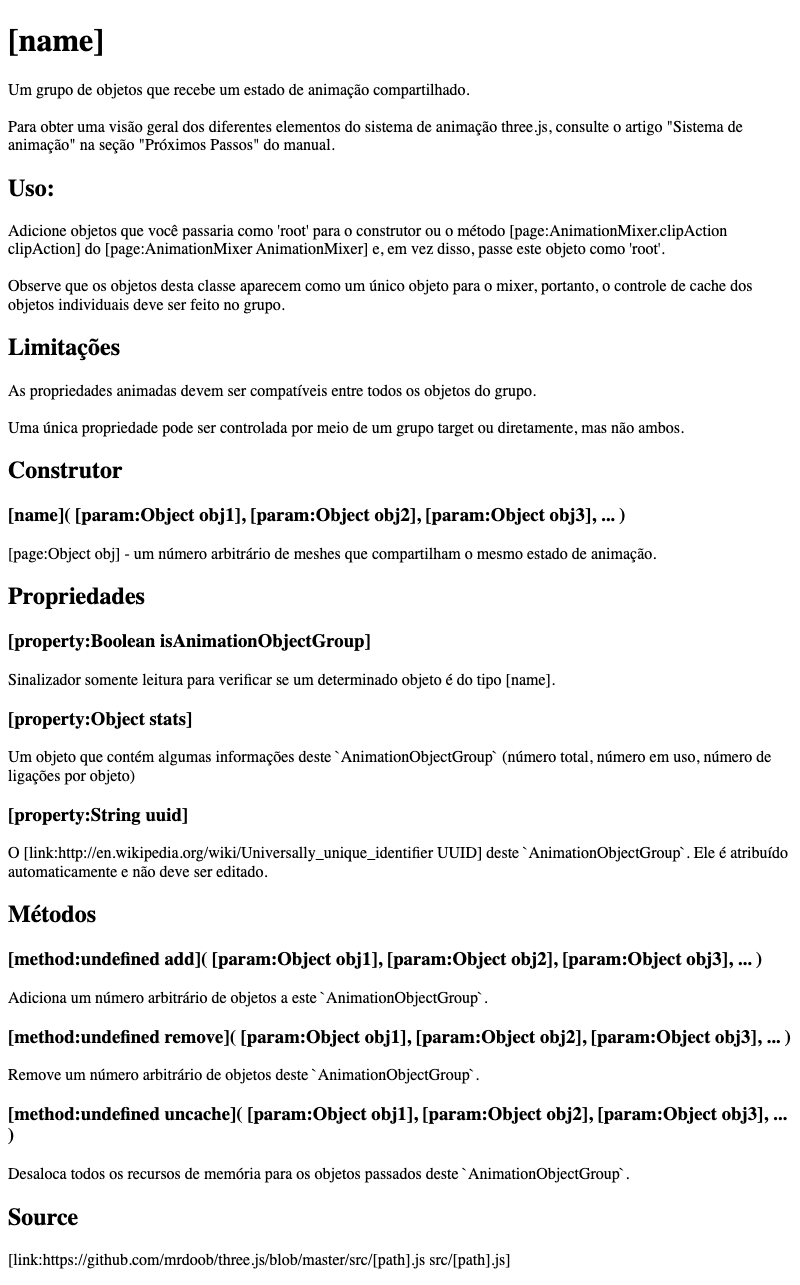 [name]
Um grupo de objetos que recebe um estado de animação compartilhado.
Para obter uma visão geral dos diferentes elementos do sistema de animação three.js, consulte o artigo "Sistema de
animação" na seção "Próximos Passos" do manual.
Uso:
Adicione objetos que você passaria como 'root' para o construtor ou o método [page:AnimationMixer.clipAction
clipAction] do [page:AnimationMixer AnimationMixer] e, em vez disso, passe este objeto como 'root'.
Observe que os objetos desta classe aparecem como um único objeto para o mixer, portanto, o controle de cache dos
objetos individuais deve ser feito no grupo.
Limitações
As propriedades animadas devem ser compatíveis entre todos os objetos do grupo.
Uma única propriedade pode ser controlada por meio de um grupo target ou diretamente, mas não ambos.
Construtor
[name]( [param:Object obj1], [param:Object obj2], [param:Object obj3], ... )
[page:Object obj] - um número arbitrário de meshes que compartilham o mesmo estado de animação.
Propriedades
[property:Boolean isAnimationObjectGroup]
Sinalizador somente leitura para verificar se um determinado objeto é do tipo [name].
[property:Object stats]
Um objeto que contém algumas informações deste `AnimationObjectGroup` (número total, número em uso, número de
ligações por objeto)
[property:String uuid]
O [link:http://en.wikipedia.org/wiki/Universally_unique_identifier UUID] deste `AnimationObjectGroup`. Ele é atribuído
automaticamente e não deve ser editado.
Métodos
[method:undefined add]( [param:Object obj1], [param:Object obj2], [param:Object obj3], ... )
Adiciona um número arbitrário de objetos a este `AnimationObjectGroup`.
[method:undefined remove]( [param:Object obj1], [param:Object obj2], [param:Object obj3], ... )
Remove um número arbitrário de objetos deste `AnimationObjectGroup`.
[method:undefined uncache]( [param:Object obj1], [param:Object obj2], [param:Object obj3], ...
)
Desaloca todos os recursos de memória para os objetos passados deste `AnimationObjectGroup`.
Source
[link:https://github.com/mrdoob/three.js/blob/master/src/[path].js src/[path].js]